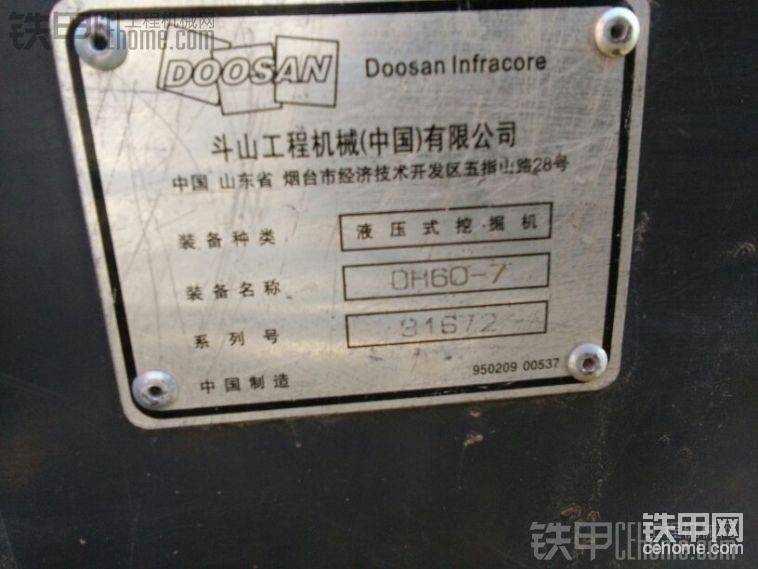 铁甲工程机械网
cehome.com
DOOSAN Doosan Infracore
斗山工程机械(中国)有限公司
中国 山东省 烟台市经济技术开发区五指山路28号
装备种类 液压式挖掘机
装备名称 DH60-7
系列号 81672
中国制造 950209 00537
铁甲网
cehome.com